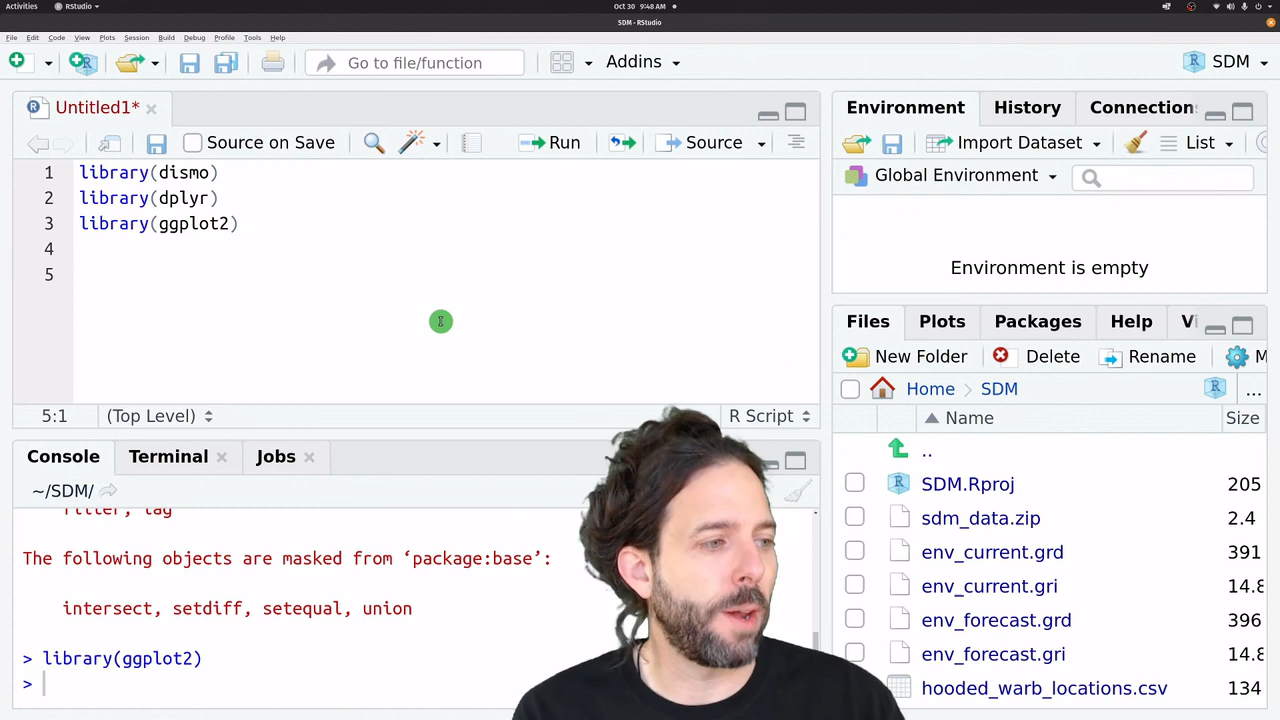 Activities RStudio Oct 30 9:48 AM
SDM - RStudio
File Edit Code View Plots Session Build Debug Profile Tools Help
Go to file/function Addins SDM
Untitled1*
Source on Save Run Source
1 library(dismo)
2 library(dplyr)
3 library(ggplot2)
4
5
5:1 (Top Level) R Script
Console Terminal Jobs
~/SDM/
filter, lag
The following objects are masked from ‘package:base’:
intersect, setdiff, setequal, union
> library(ggplot2)
>
Environment History Connection
Import Dataset List
Global Environment
Environment is empty
Files Plots Packages Help Vi
New Folder Delete Rename M
Home SDM ...
Name Size
..
SDM.Rproj 205
sdm_data.zip 2.4
env_current.grd 391
env_current.gri 14.8
env_forecast.grd 396
env_forecast.gri 14.8
hooded_warb_locations.csv 134